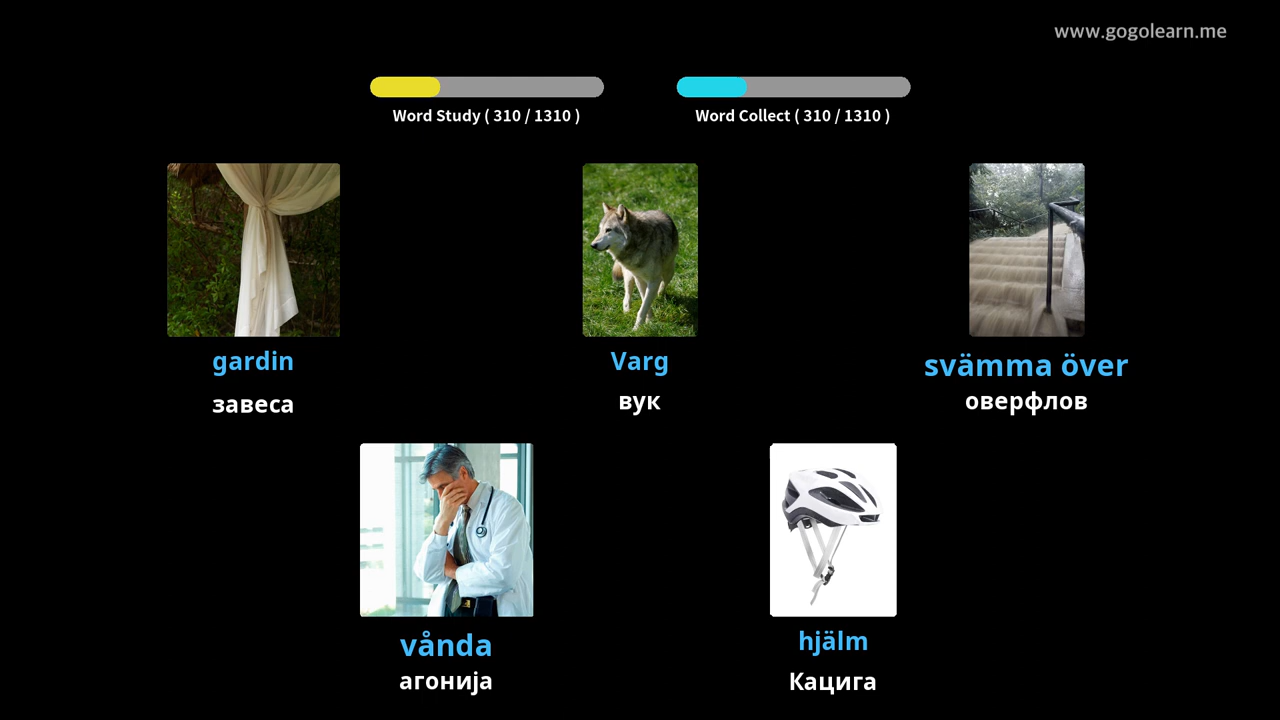 www.gogolearn.me
Word Study ( 310 / 1310 )
Word Collect ( 310 / 1310 )
gardin
завеса
Varg
вук
svämma över
оверфлов
vånda
агонија
hjälm
Кацига